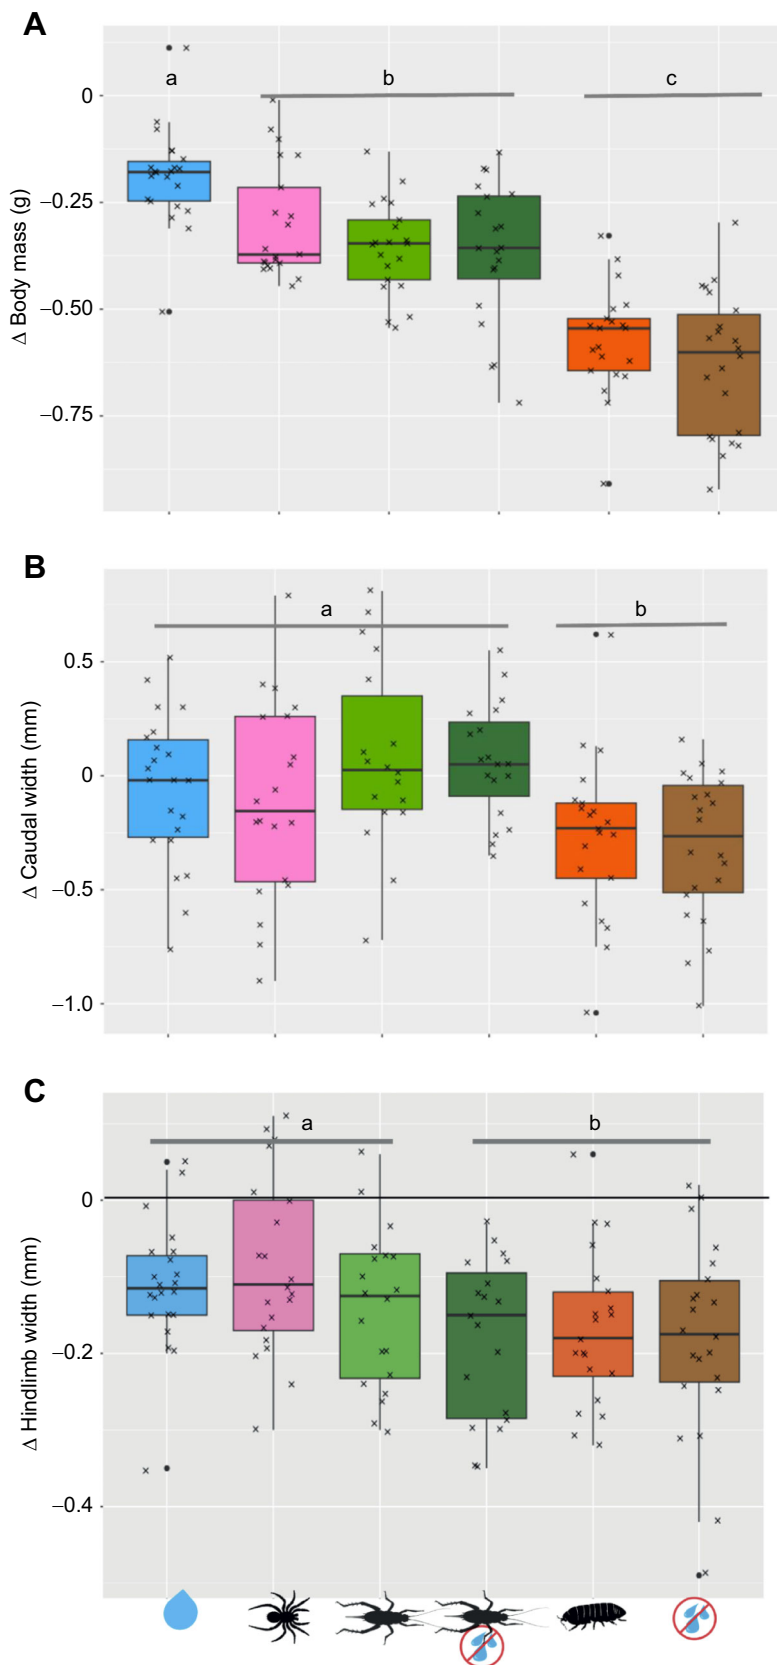 A
a
b
c
0
–0.25
–0.50
–0.75
Δ Body mass (g)
B
a
b
0.5
0
–0.5
–1.0
Δ Caudal width (mm)
C
a
b
0
–0.2
–0.4
Δ Hindlimb width (mm)